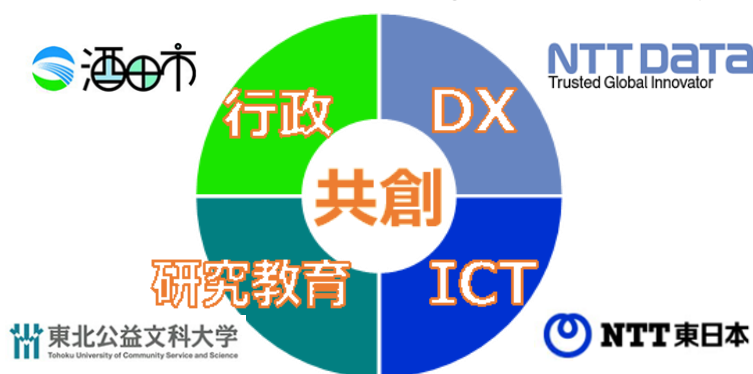 酒田市
NTT DATA
Trusted Global Innovator
行政
DX
共創
研究教育
ICT
東北公益文科大学
Tohoku University of Community Service and Science
NTT東日本